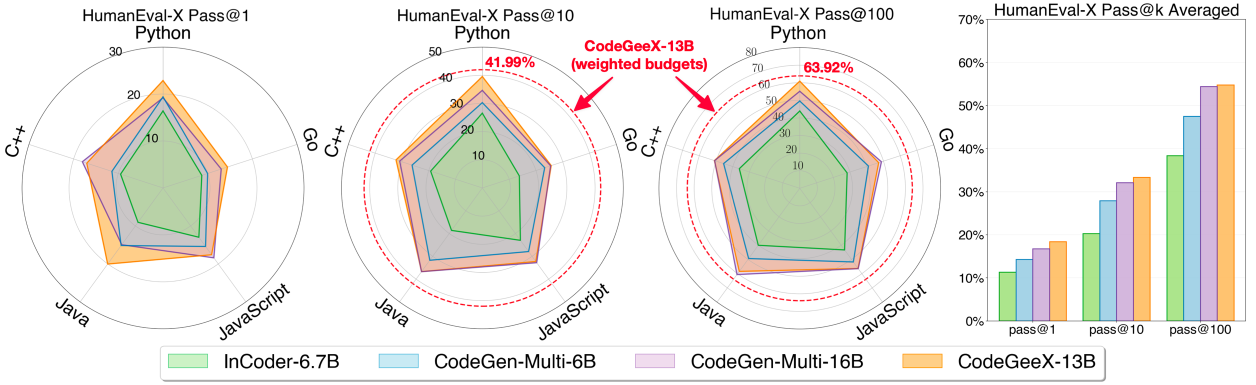 HumanEval-X Pass@1
Python
30
20
10
C++
Go
Java
JavaScript
HumanEval-X Pass@10
Python
50
40
30
20
10
41.99%
C++
Go
Java
JavaScript
CodeGeeX-13B
(weighted budgets)
HumanEval-X Pass@100
Python
80
70
60
50
40
30
20
10
63.92%
C++
Go
Java
JavaScript
HumanEval-X Pass@k Averaged
70%
60%
50%
40%
30%
20%
10%
0%
pass@1 pass@10 pass@100
InCoder-6.7B CodeGen-Multi-6B CodeGen-Multi-16B CodeGeeX-13B